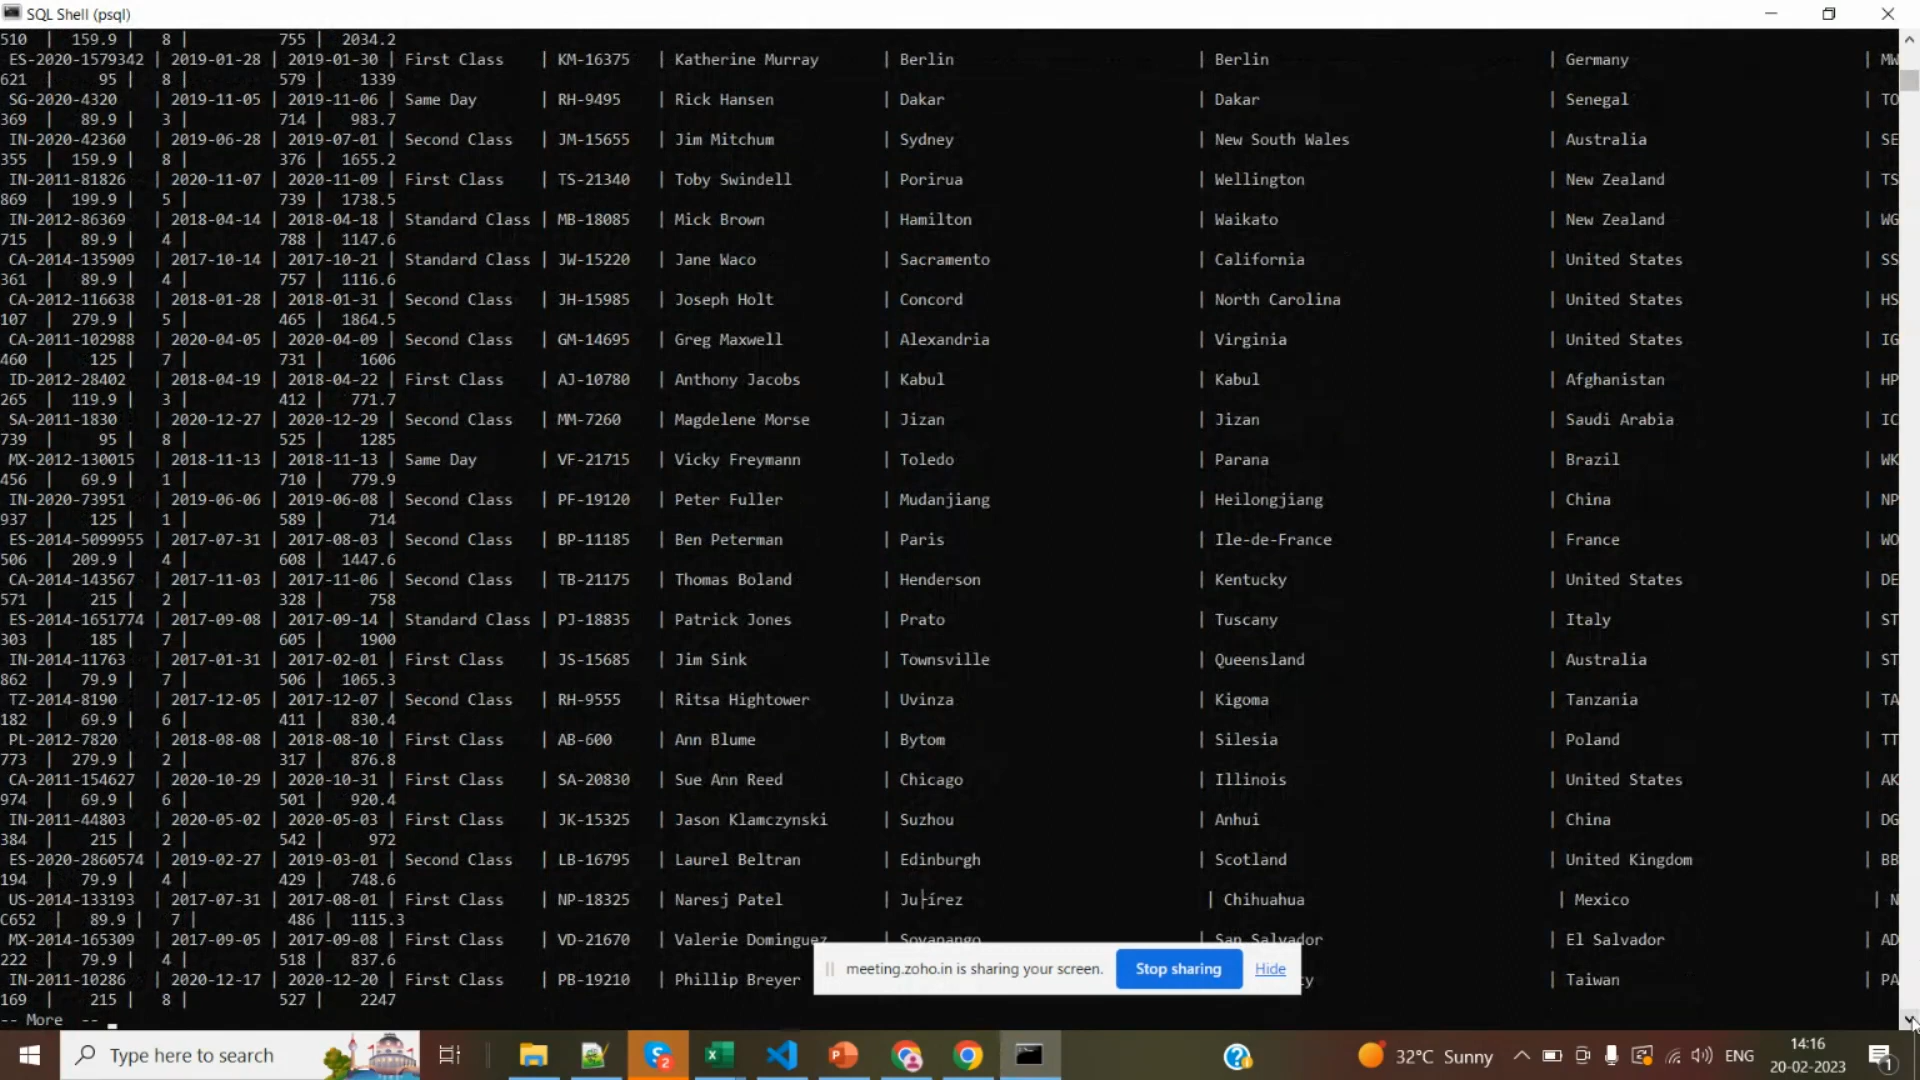 SQL Shell (psql)
510 | 159.9 | 8 | 755 | 2034.2
ES-2020-1579342 | 2019-01-28 | 2019-01-30 | First Class | KM-16375 | Katherine Murray | Berlin | Berlin | Germany | MW
621 | 95 | 8 | 579 | 1339
SG-2020-4320 | 2019-11-05 | 2019-11-06 | Same Day | RH-9495 | Rick Hansen | Dakar | Dakar | Senegal | TO
369 | 89.9 | 3 | 714 | 983.7
IN-2020-42360 | 2019-06-28 | 2019-07-01 | Second Class | JM-15655 | Jim Mitchum | Sydney | New South Wales | Australia | SE
355 | 159.9 | 8 | 376 | 1655.2
IN-2011-81826 | 2020-11-07 | 2020-11-09 | First Class | TS-21340 | Toby Swindell | Porirua | Wellington | New Zealand | TS
869 | 199.9 | 5 | 739 | 1738.5
IN-2012-86369 | 2018-04-14 | 2018-04-18 | Standard Class | MB-18085 | Mick Brown | Hamilton | Waikato | New Zealand | WG
715 | 89.9 | 4 | 788 | 1147.6
CA-2014-135909 | 2017-10-14 | 2017-10-21 | Standard Class | JW-15220 | Jane Waco | Sacramento | California | United States | SS
361 | 89.9 | 4 | 757 | 1116.6
CA-2012-116638 | 2018-01-28 | 2018-01-31 | Second Class | JH-15985 | Joseph Holt | Concord | North Carolina | United States | HS
107 | 279.9 | 5 | 465 | 1864.5
CA-2011-102988 | 2020-04-05 | 2020-04-09 | Second Class | GM-14695 | Greg Maxwell | Alexandria | Virginia | United States | IG
460 | 125 | 7 | 731 | 1606
ID-2012-28402 | 2018-04-19 | 2018-04-22 | First Class | AJ-10780 | Anthony Jacobs | Kabul | Kabul | Afghanistan | HP
265 | 119.9 | 3 | 412 | 771.7
SA-2011-1830 | 2020-12-27 | 2020-12-29 | Second Class | MM-7260 | Magdelene Morse | Jizan | Jizan | Saudi Arabia | IC
739 | 95 | 8 | 525 | 1285
MX-2012-130015 | 2018-11-13 | 2018-11-13 | Same Day | VF-21715 | Vicky Freymann | Toledo | Parana | Brazil | WK
456 | 69.9 | 1 | 710 | 779.9
IN-2020-73951 | 2019-06-06 | 2019-06-08 | Second Class | PF-19120 | Peter Fuller | Mudanjiang | Heilongjiang | China | NP
937 | 125 | 1 | 589 | 714
ES-2014-5099955 | 2017-07-31 | 2017-08-03 | Second Class | BP-11185 | Ben Peterman | Paris | Ile-de-France | France | WO
506 | 209.9 | 4 | 608 | 1447.6
CA-2014-143567 | 2017-11-03 | 2017-11-06 | Second Class | TB-21175 | Thomas Boland | Henderson | Kentucky | United States | DE
571 | 215 | 2 | 328 | 758
ES-2014-1651774 | 2017-09-08 | 2017-09-14 | Standard Class | PJ-18835 | Patrick Jones | Prato | Tuscany | Italy | ST
303 | 185 | 7 | 605 | 1900
IN-2014-11763 | 2017-01-31 | 2017-02-01 | First Class | JS-15685 | Jim Sink | Townsville | Queensland | Australia | ST
862 | 79.9 | 7 | 506 | 1065.3
TZ-2014-8190 | 2017-12-05 | 2017-12-07 | Second Class | RH-9555 | Ritsa Hightower | Uvinza | Kigoma | Tanzania | TA
182 | 69.9 | 6 | 411 | 830.4
PL-2012-7820 | 2018-08-08 | 2018-08-10 | First Class | AB-600 | Ann Blume | Bytom | Silesia | Poland | TT
773 | 279.9 | 2 | 317 | 876.8
CA-2011-154627 | 2020-10-29 | 2020-10-31 | First Class | SA-20830 | Sue Ann Reed | Chicago | Illinois | United States | AK
974 | 69.9 | 6 | 501 | 920.4
IN-2011-44803 | 2020-05-02 | 2020-05-03 | First Class | JK-15325 | Jason Klamczynski | Suzhou | Anhui | China | DG
384 | 215 | 2 | 542 | 972
ES-2020-2860574 | 2019-02-27 | 2019-03-01 | Second Class | LB-16795 | Laurel Beltran | Edinburgh | Scotland | United Kingdom | BB
194 | 79.9 | 4 | 429 | 748.6
US-2014-133193 | 2017-07-31 | 2017-08-01 | First Class | NP-18325 | Naresj Patel | Ju├írez | Chihuahua | Mexico | N
C652 | 89.9 | 7 | 486 | 1115.3
MX-2014-165309 | 2017-09-05 | 2017-09-08 | First Class | VD-21670 | Valerie Dominguez | Soyapango | San Salvador | El Salvador | AD
222 | 79.9 | 4 | 518 | 837.6
IN-2011-10286 | 2020-12-17 | 2020-12-20 | First Class | PB-19210 | Phillip Breyer | Taiwan | PA
169 | 215 | 8 | 527 | 2247
-- More --
meeting.zoho.in is sharing your screen. Stop sharing Hide
Type here to search
32°C Sunny
ENG
14:16
20-02-2023